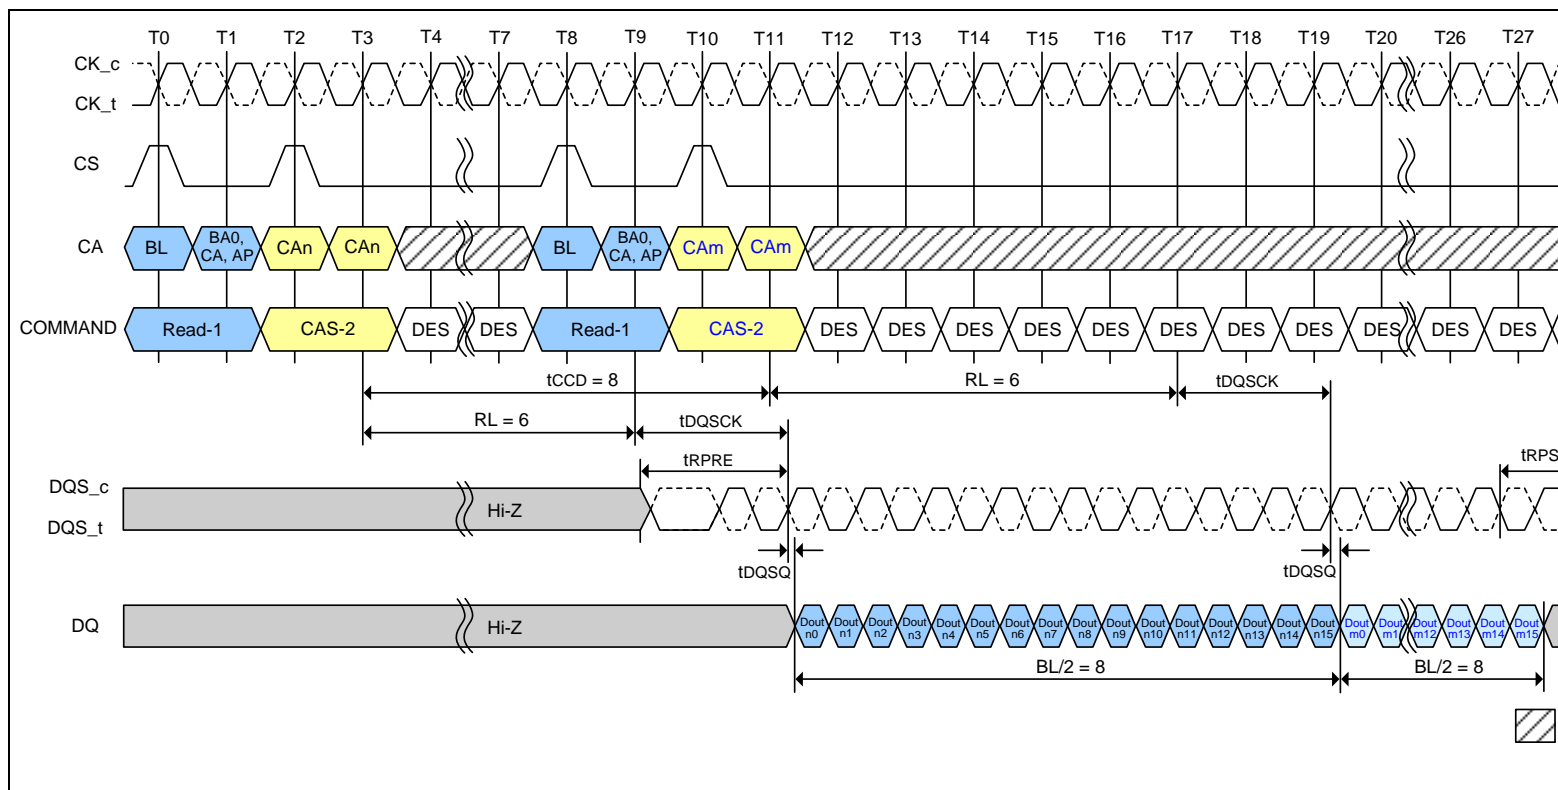 T0 T1 T2 T3 T4 T7 T8 T9 T10 T11 T12 T13 T14 T15 T16 T17 T18 T19 T20 T26 T27
CK_c
CK_t
CS
CA BL BA0, CA, AP CAn CAn BL BA0, CA, AP CAm CAm
COMMAND Read-1 CAS-2 DES DES Read-1 CAS-2 DES DES DES DES DES DES DES DES DES DES DES
tCCD = 8 RL = 6 tDQSCK
RL = 6 tDQSCK
tRPRE tRPS
DQS_c
Hi-Z
DQS_t
tDQSQ tDQSQ
DQ Hi-Z Dout n0 Dout n1 Dout n2 Dout n3 Dout n4 Dout n5 Dout n6 Dout n7 Dout n8 Dout n9 Dout n10 Dout n11 Dout n12 Dout n13 Dout n14 Dout n15 Dout m0 Dout m1 Dout m12 Dout m13 Dout m14 Dout m15
BL/2 = 8 BL/2 = 8